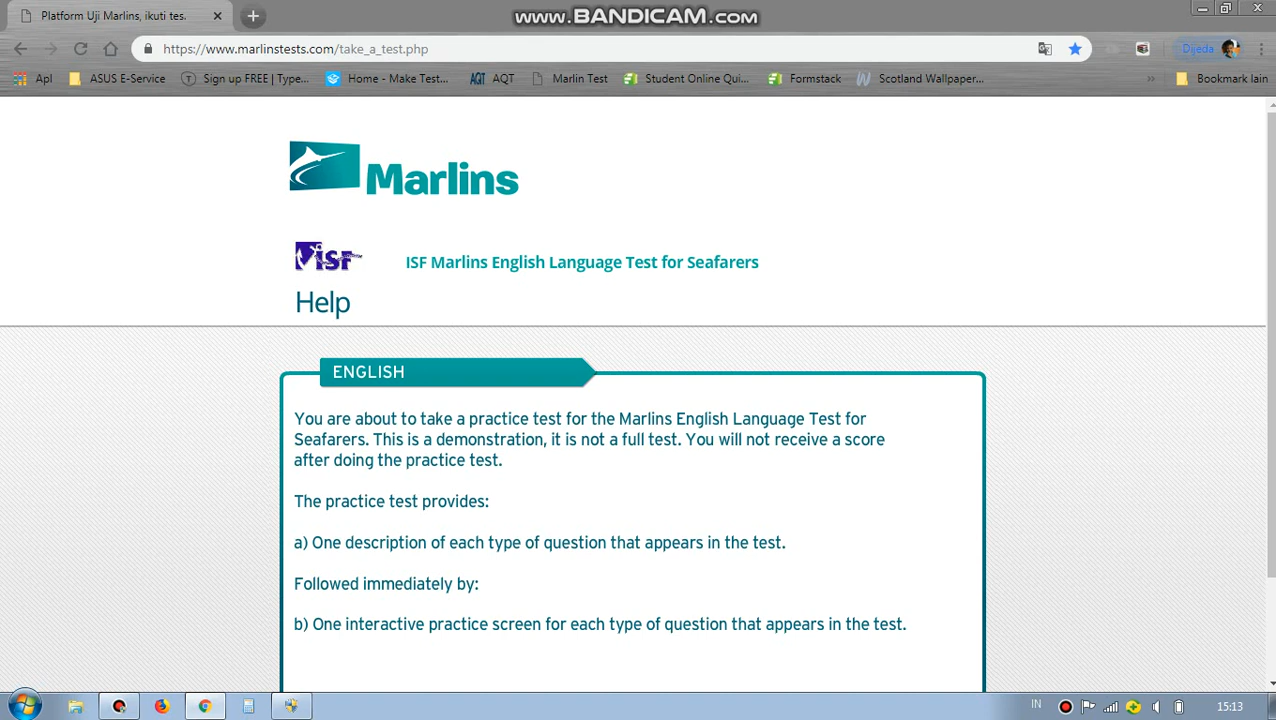 Platform Uji Marlins, ikuti tes.
www.BANDICAM.com
https://www.marlinstests.com/take_a_test.php
Dijeda
Apl
ASUS E-Service
Sign up FREE | Type...
Home - Make Test...
AQT
AQT
Marlin Test
Student Online Qui...
Formstack
Scotland Wallpaper...
Bookmark lain
Marlins
isf
ISF Marlins English Language Test for Seafarers
Help
ENGLISH
You are about to take a practice test for the Marlins English Language Test for
Seafarers. This is a demonstration, it is not a full test. You will not receive a score
after doing the practice test.
The practice test provides:
a) One description of each type of question that appears in the test.
Followed immediately by:
b) One interactive practice screen for each type of question that appears in the test.
IN
15:13